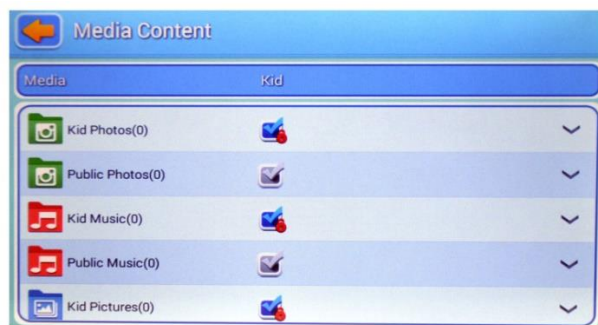 Media Content
Media Kid
Kid Photos(0)
Public Photos(0)
Kid Music(0)
Public Music(0)
Kid Pictures(0)